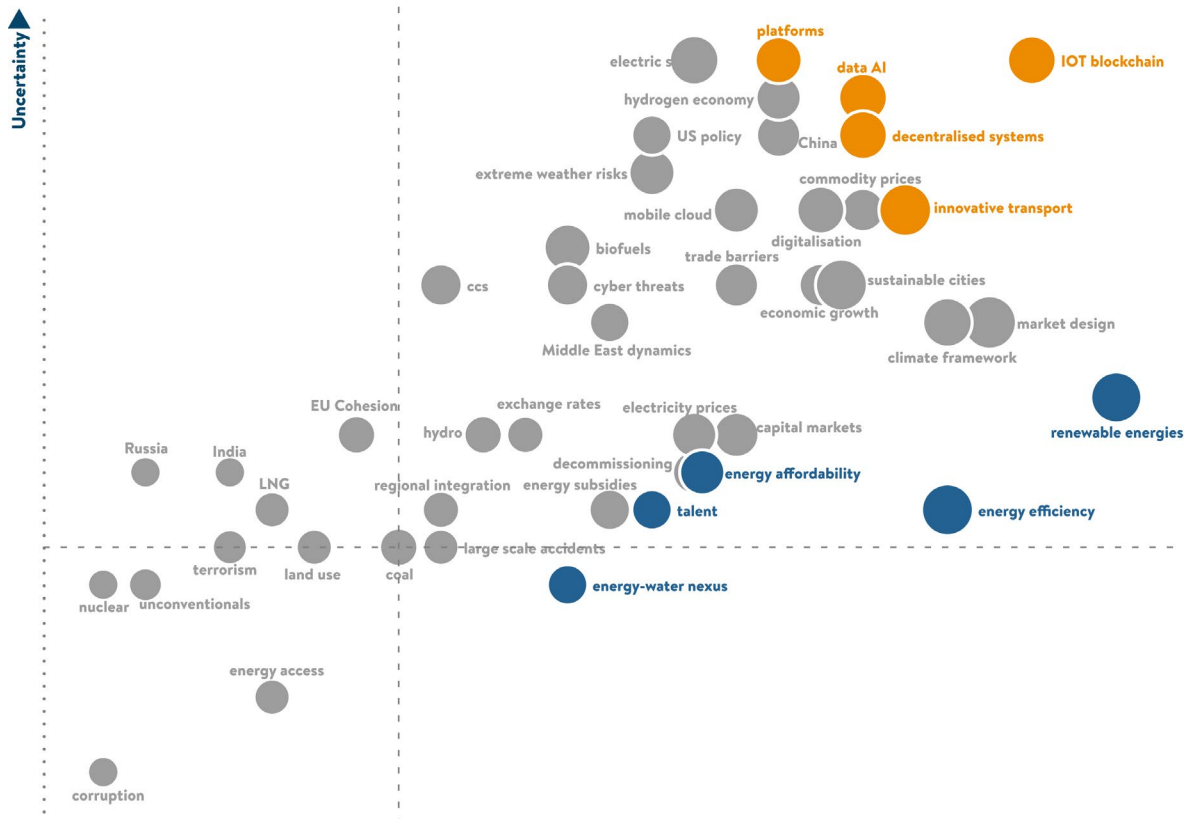 Uncertainty
platforms
electric s
IOT blockchain
data AI
hydrogen economy
US policy
China
decentralised systems
extreme weather risks
commodity prices
mobile cloud
innovative transport
digitalisation
biofuels
trade barriers
ccs
cyber threats
sustainable cities
economic growth
Middle East dynamics
market design
climate framework
EU Cohesion
exchange rates
electricity prices
hydro
capital markets
renewable energies
Russia
India
decommissioning
energy affordability
LNG
regional integration
energy subsidies
talent
energy efficiency
large scale accidents
terrorism
land use
coal
energy-water nexus
nuclear
unconventionals
energy access
corruption